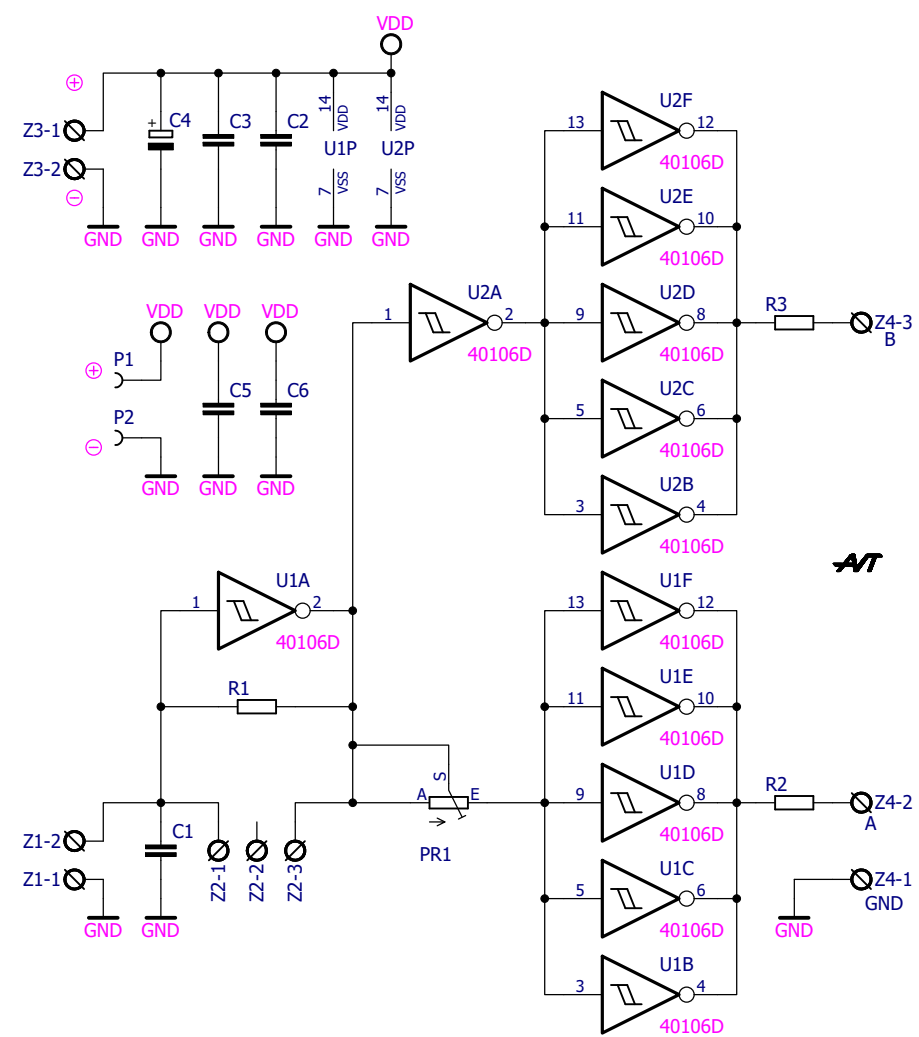 VDD
+
Z3-1
Z3-2
−
+ C4
C3
C2
14 VDD
U1P
7 VSS
14 VDD
U2P
7 VSS
GND GND GND GND GND GND
VDD VDD VDD
+ P1
− P2
C5
C6
GND GND GND
U2A
1 2
40106D
U2F
13 12
40106D
U2E
11 10
40106D
U2D
9 8
40106D
U2C
5 6
40106D
U2B
3 4
40106D
R3
Z4-3
B
AVT
U1A
1 2
40106D
R1
Z1-2
Z1-1
C1
Z2-1
Z2-2
Z2-3
GND GND
A S E
PR1
U1F
13 12
40106D
U1E
11 10
40106D
U1D
9 8
40106D
U1C
5 6
40106D
U1B
3 4
40106D
R2
Z4-2
A
Z4-1
GND
GND